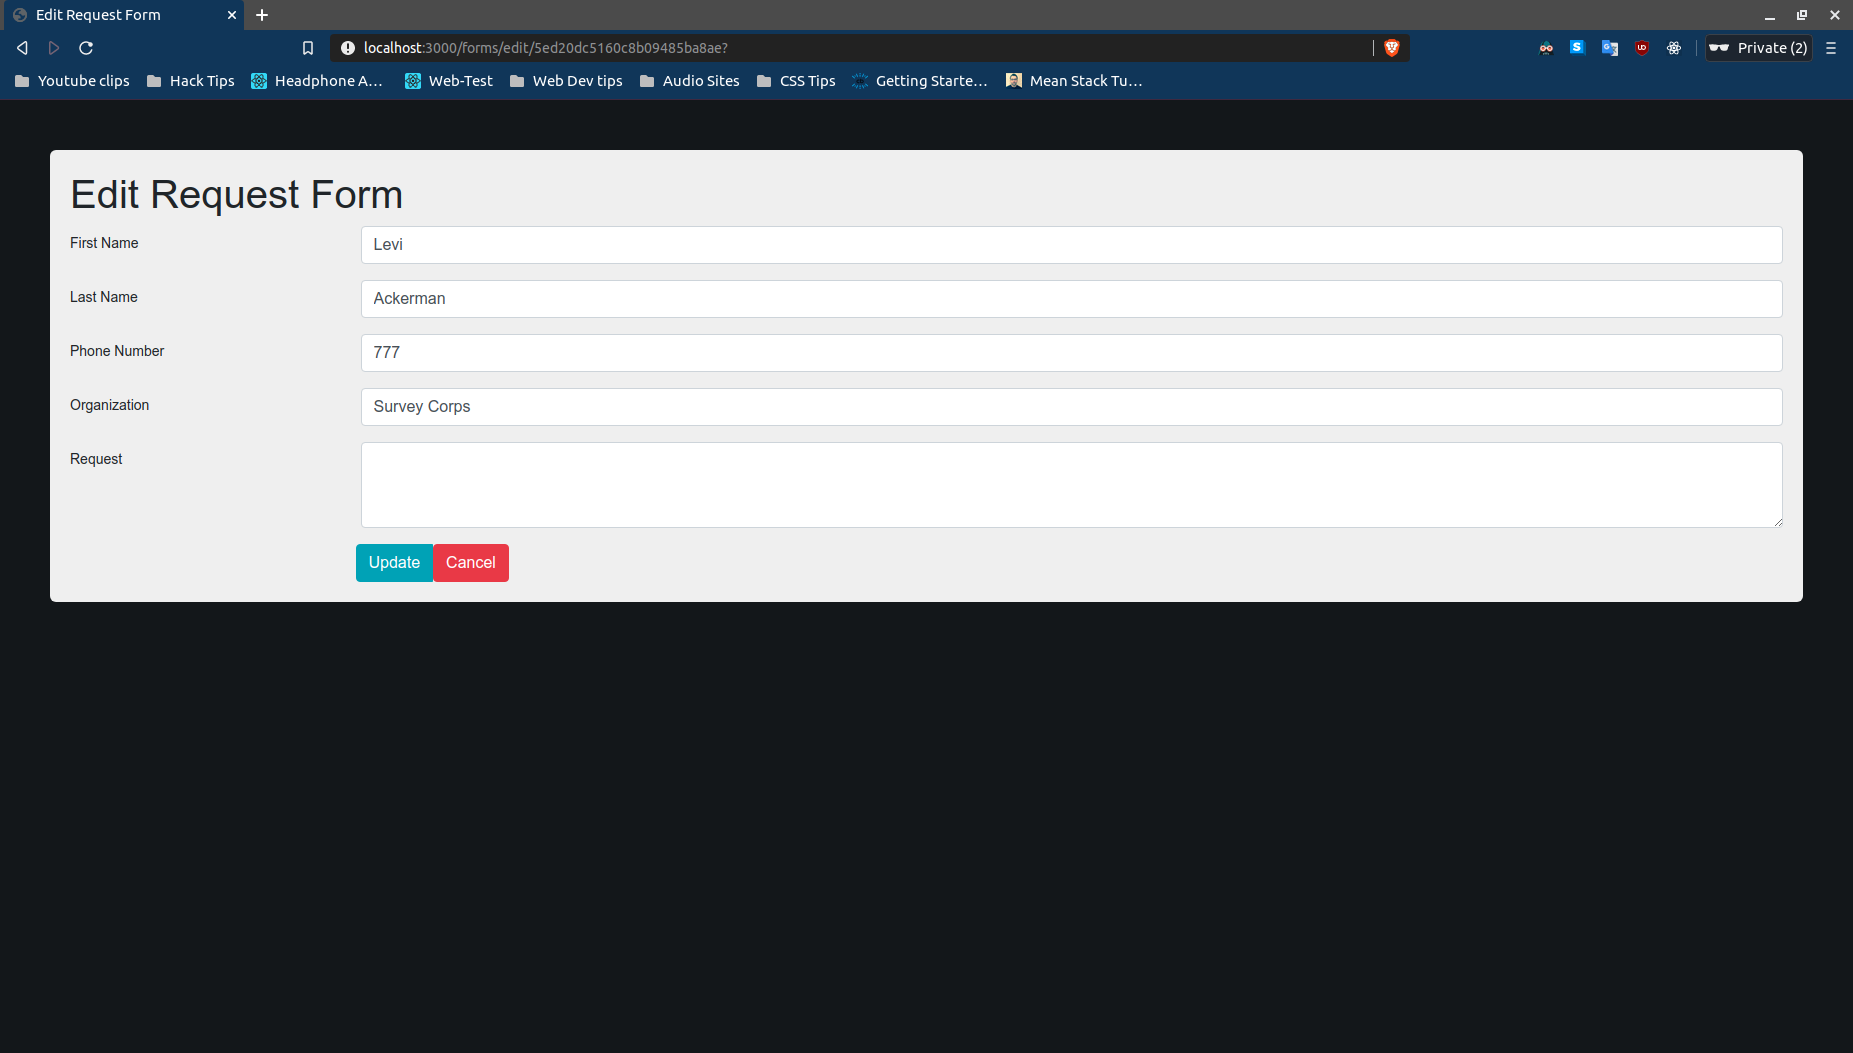 Edit Request Form
localhost:3000/forms/edit/5ed20dc5160c8b09485ba8ae?
Private (2)
Youtube clips Hack Tips Headphone A... Web-Test Web Dev tips Audio Sites CSS Tips Getting Starte... Mean Stack Tu...
Edit Request Form
First Name Levi
Last Name Ackerman
Phone Number 777
Organization Survey Corps
Request
Update Cancel